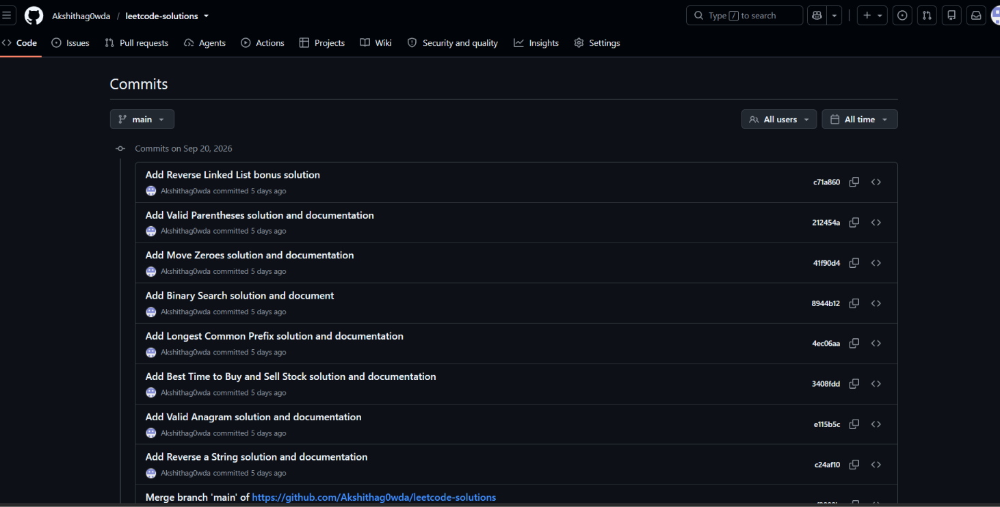 Akshithag0wda / leetcode-solutions
Type / to search
Code Issues Pull requests Agents Actions Projects Wiki Security and quality Insights Settings
Commits
main All users All time
Commits on Sep 20, 2026
Add Reverse Linked List bonus solution
Akshithag0wda committed 5 days ago
c71a860
Add Valid Parentheses solution and documentation
Akshithag0wda committed 5 days ago
212454a
Add Move Zeroes solution and documentation
Akshithag0wda committed 5 days ago
41f90d4
Add Binary Search solution and document
Akshithag0wda committed 5 days ago
8944b12
Add Longest Common Prefix solution and documentation
Akshithag0wda committed 5 days ago
4ec06aa
Add Best Time to Buy and Sell Stock solution and documentation
Akshithag0wda committed 5 days ago
3408fdd
Add Valid Anagram solution and documentation
Akshithag0wda committed 5 days ago
e115b5c
Add Reverse a String solution and documentation
Akshithag0wda committed 5 days ago
c24af10
Merge branch 'main' of https://github.com/Akshithag0wda/leetcode-solutions